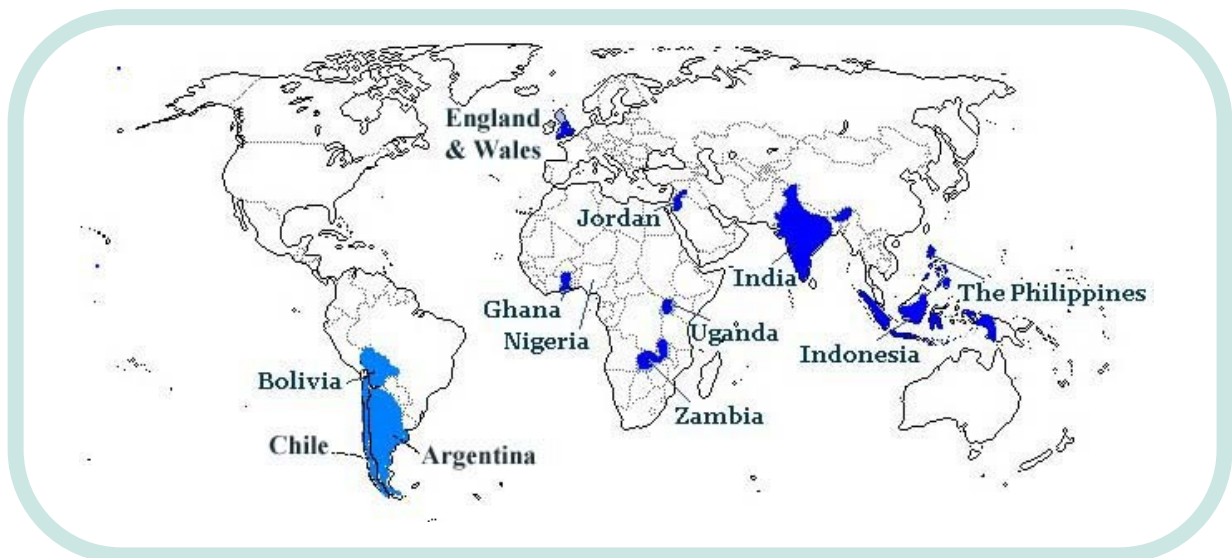 England
& Wales
Jordan
India
The Philippines
Ghana
Nigeria
Uganda
Indonesia
Bolivia
Zambia
Chile
Argentina